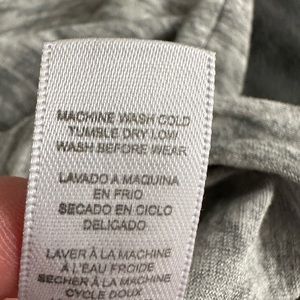 MACHINE WASH COLD
TUMBLE DRY LOW
WASH BEFORE WEAR
LAVADO A MAQUINA
EN FRIO
SECADO EN CICLO
DELICADO
LAVER À LA MACHINE
À L'EAU FROIDE
SÉCHER À LA MACHINE
CYCLE DOUX